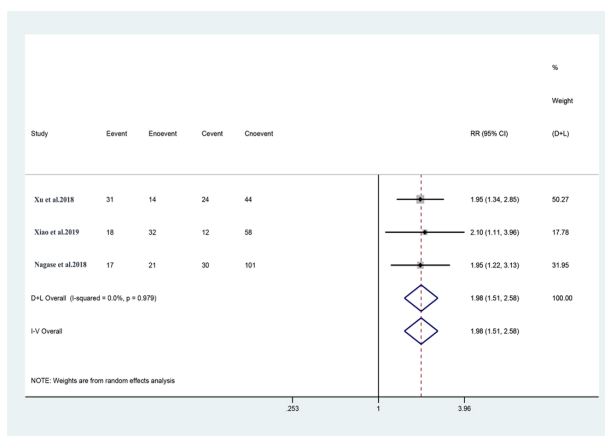 %
Weight
Study Eevent Enoevent Cevent Cnoevent RR (95% CI) (D+L)
Xu et al.2018 31 14 24 44 1.95 (1.34, 2.85) 50.27
Xiao et al.2019 18 32 12 58 2.10 (1.11, 3.96) 17.78
Nagase et al.2018 17 21 30 101 1.95 (1.22, 3.13) 31.95
D+L Overall (I-squared = 0.0%, p = 0.979) 1.98 (1.51, 2.58) 100.00
I-V Overall 1.98 (1.51, 2.58)
NOTE: Weights are from random effects analysis
.253 1 3.96